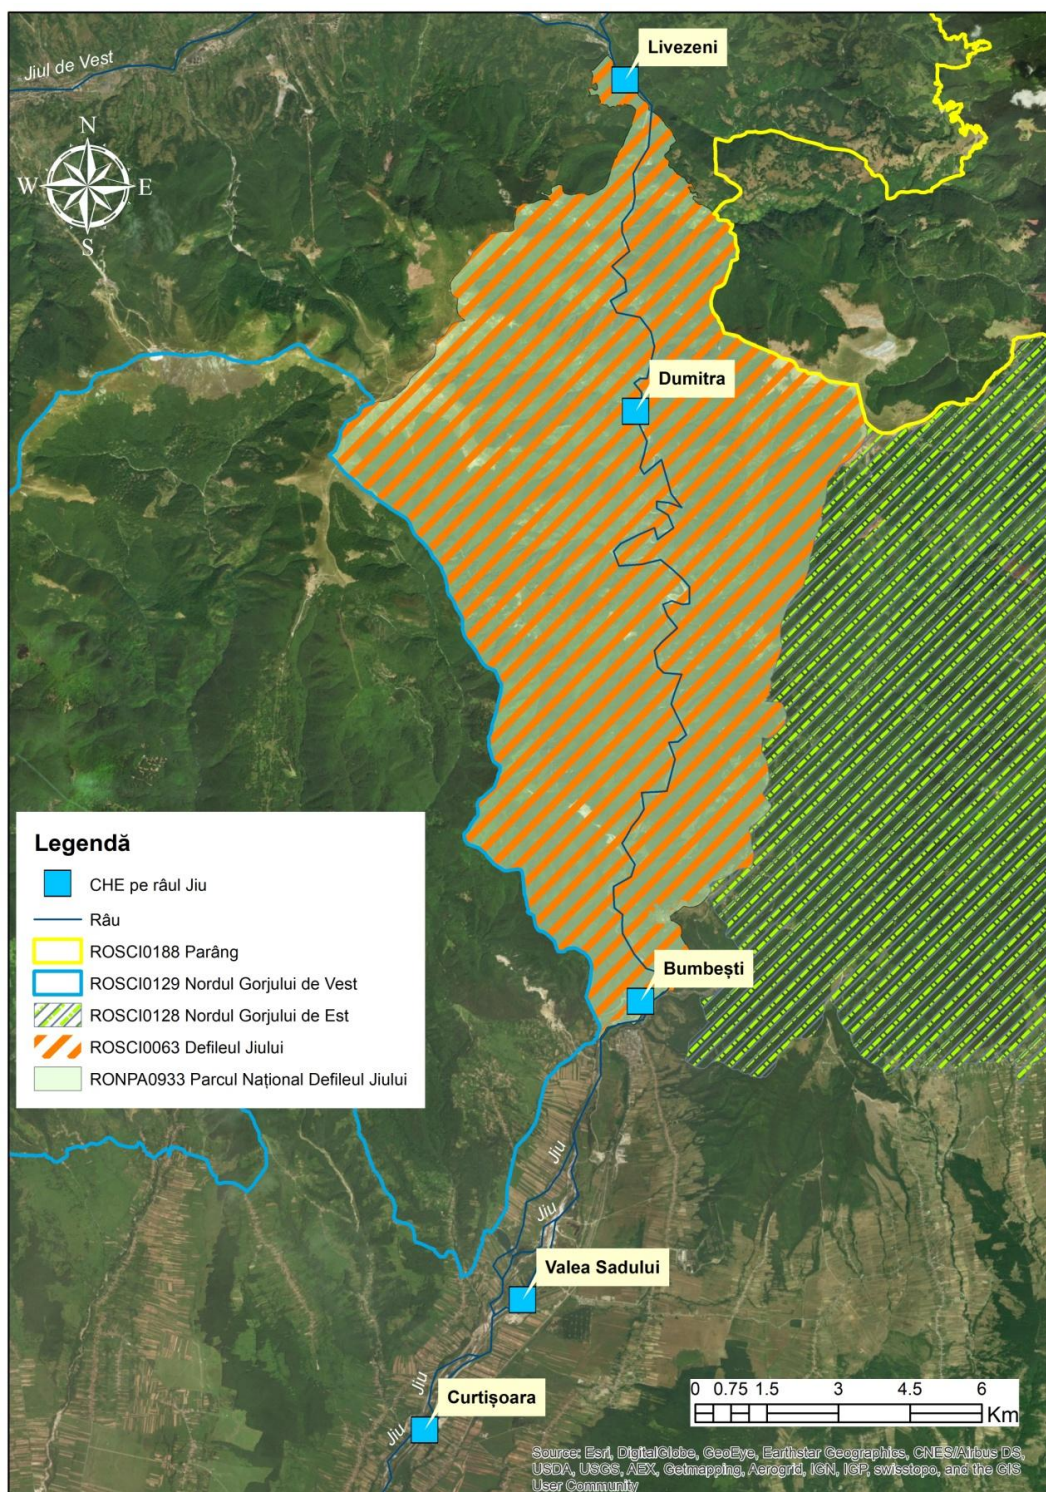 Livezeni
Jiul de Vest
N
W
E
S
Dumitra
Legendă
CHE pe râul Jiu
Râu
ROSCI0188 Parâng
ROSCI0129 Nordul Gorjului de Vest
ROSCI0128 Nordul Gorjului de Est
ROSCI0063 Defileul Jiului
RONPA0933 Parcul Național Defileul Jiului
Bumbești
Jiu
Jiu
Valea Sadului
Jiu
Curtișoara
Jiu
0 0.75 1.5 3 4.5 6
Km
Source: Esri, DigitalGlobe, GeoEye, Earthstar Geographics, CNES/Airbus DS,
USDA, USGS, AEX, Getmapping, Aerogrid, IGN, IGP, swisstopo, and the GIS
User Community